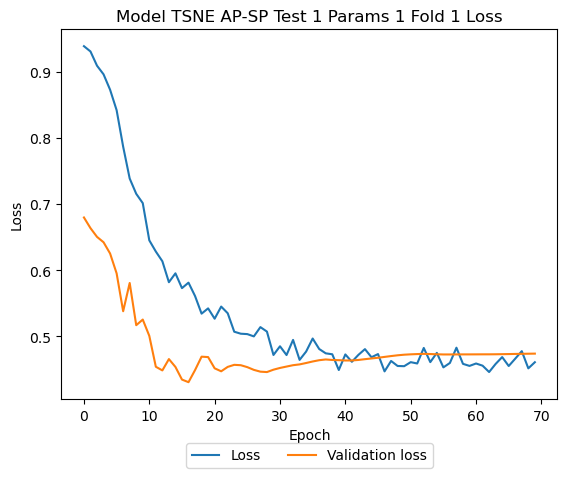 Model TSNE AP-SP Test 1 Params 1 Fold 1 Loss
Loss
0.9
0.8
0.7
0.6
0.5
0 10 20 30 40 50 60 70
Epoch
Loss Validation loss